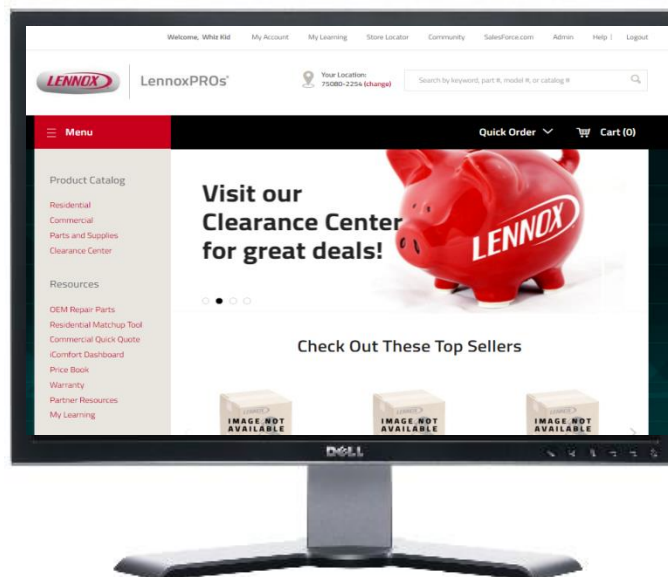 Welcome, Whiz Kid My Account My Learning Store Locator Community SalesForce.com Admin Help | Logout
LENNOX LennoxPROs®
Your Location:
75080-2254 (change)
Search by keyword, part #, model #, or catalog #
Menu Quick Order Cart (0)
Product Catalog
Residential
Commercial
Parts and Supplies
Clearance Center
Resources
OEM Repair Parts
Residential Matchup Tool
Commercial Quick Quote
iComfort Dashboard
Price Book
Warranty
Partner Resources
My Learning
Visit our
Clearance Center
for great deals!
LENNOX
Check Out These Top Sellers
IMAGE NOT
AVAILABLE
IMAGE NOT
AVAILABLE
IMAGE NOT
AVAILABLE
DELL